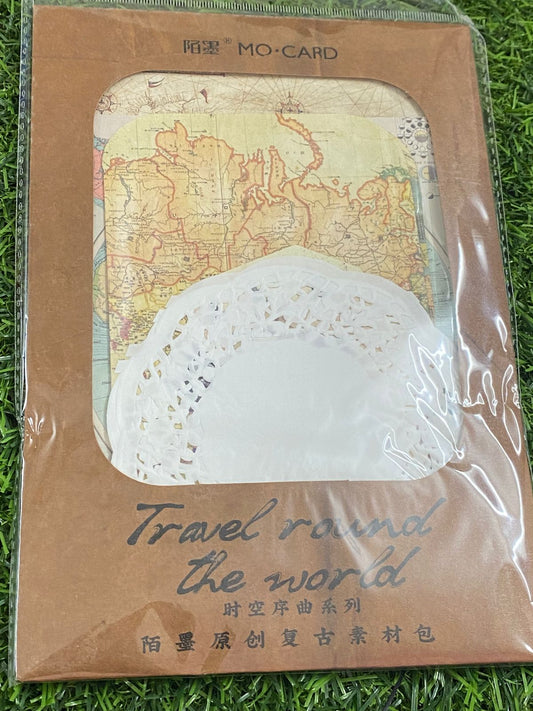 陌墨® MO·CARD
Travel round
the world
时空序曲系列
陌墨原创复古素材包